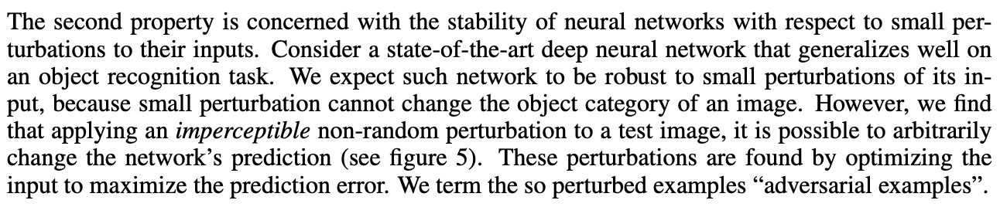 The second property is concerned with the stability of neural networks with respect to small per-
turbations to their inputs. Consider a state-of-the-art deep neural network that generalizes well on
an object recognition task. We expect such network to be robust to small perturbations of its in-
put, because small perturbation cannot change the object category of an image. However, we find
that applying an imperceptible non-random perturbation to a test image, it is possible to arbitrarily
change the network’s prediction (see figure 5). These perturbations are found by optimizing the
input to maximize the prediction error. We term the so perturbed examples “adversarial examples”.